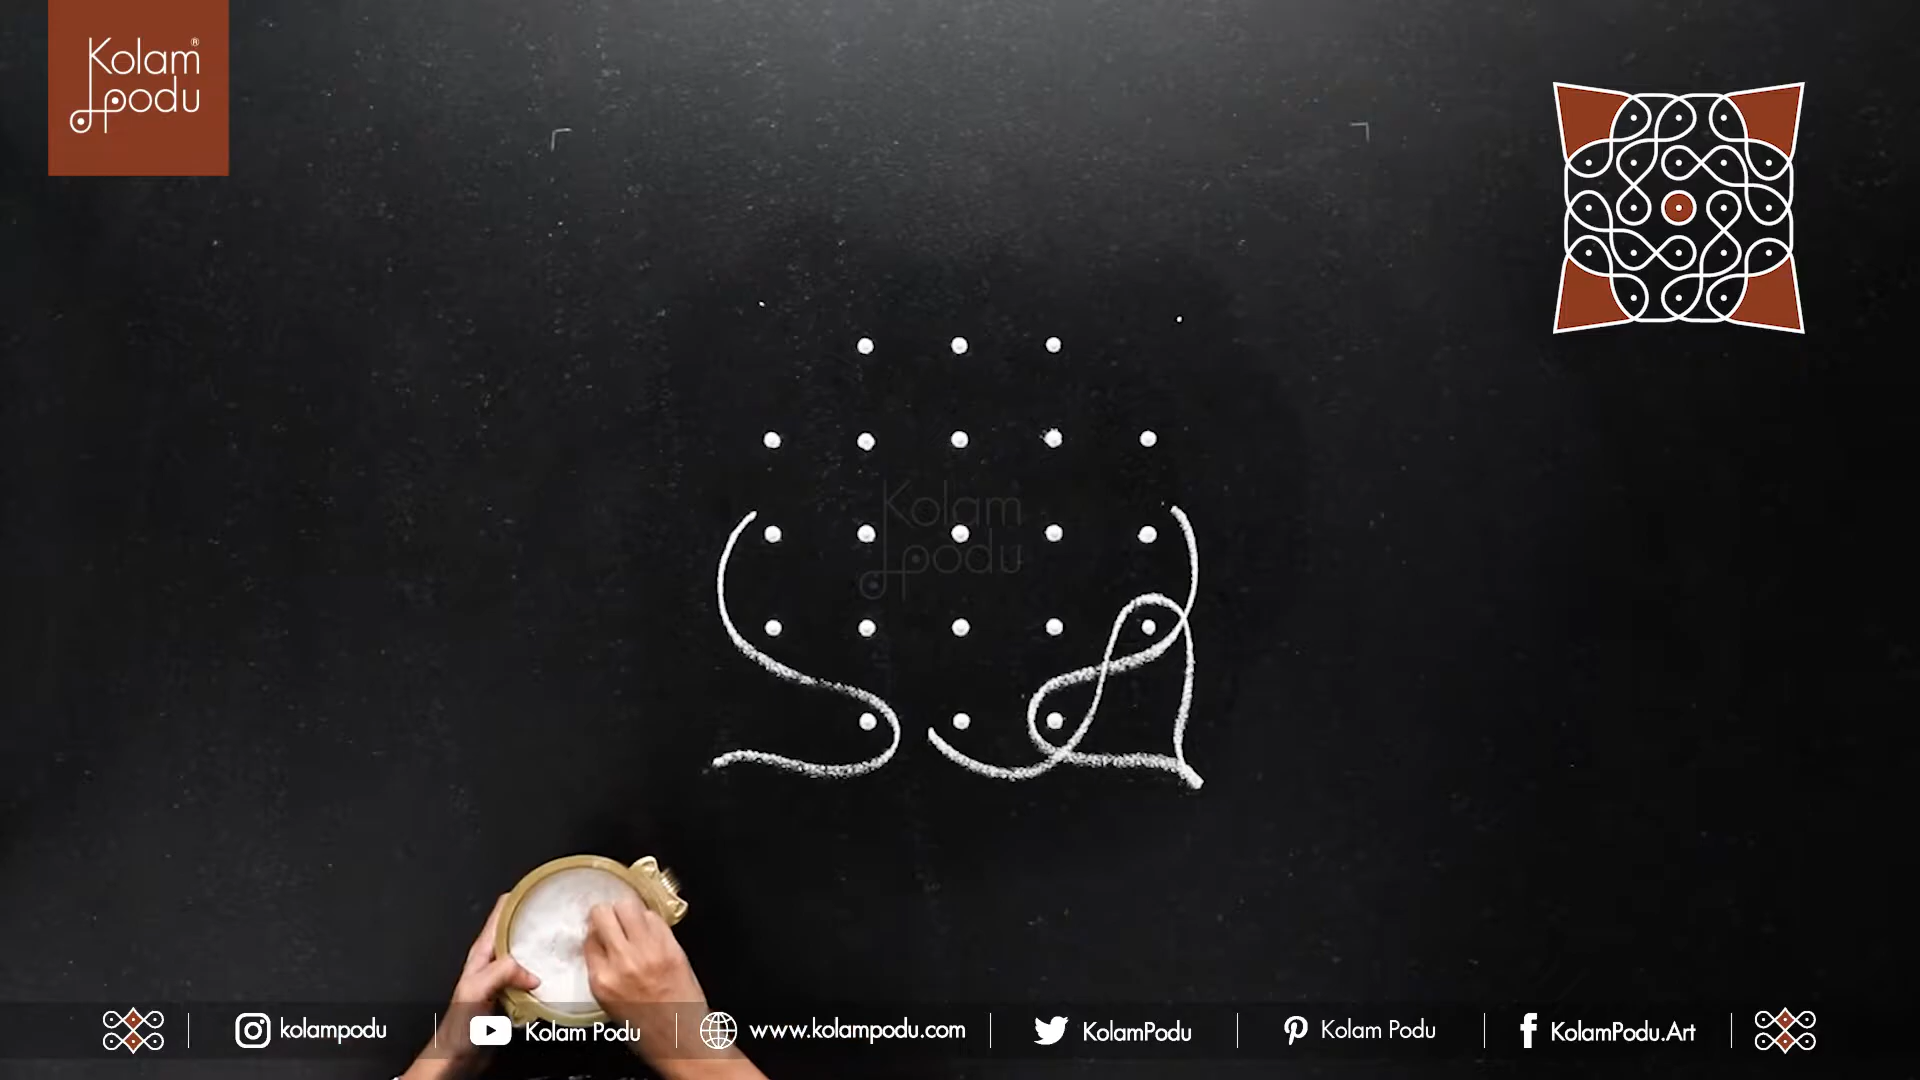 Kolam®
podu
Kolam
podu
kolampodu
Kolam Podu
www.kolampodu.com
KolamPodu
Kolam Podu
KolamPodu.Art